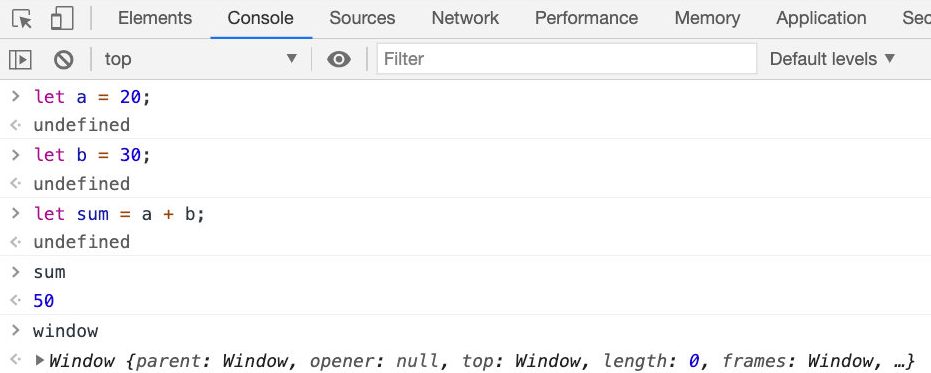 Elements Console Sources Network Performance Memory Application Sec
top ▼ Filter Default levels ▼
> let a = 20;
<· undefined
> let b = 30;
<· undefined
> let sum = a + b;
<· undefined
> sum
<· 50
> window
<· ▶Window {parent: Window, opener: null, top: Window, length: 0, frames: Window, …}